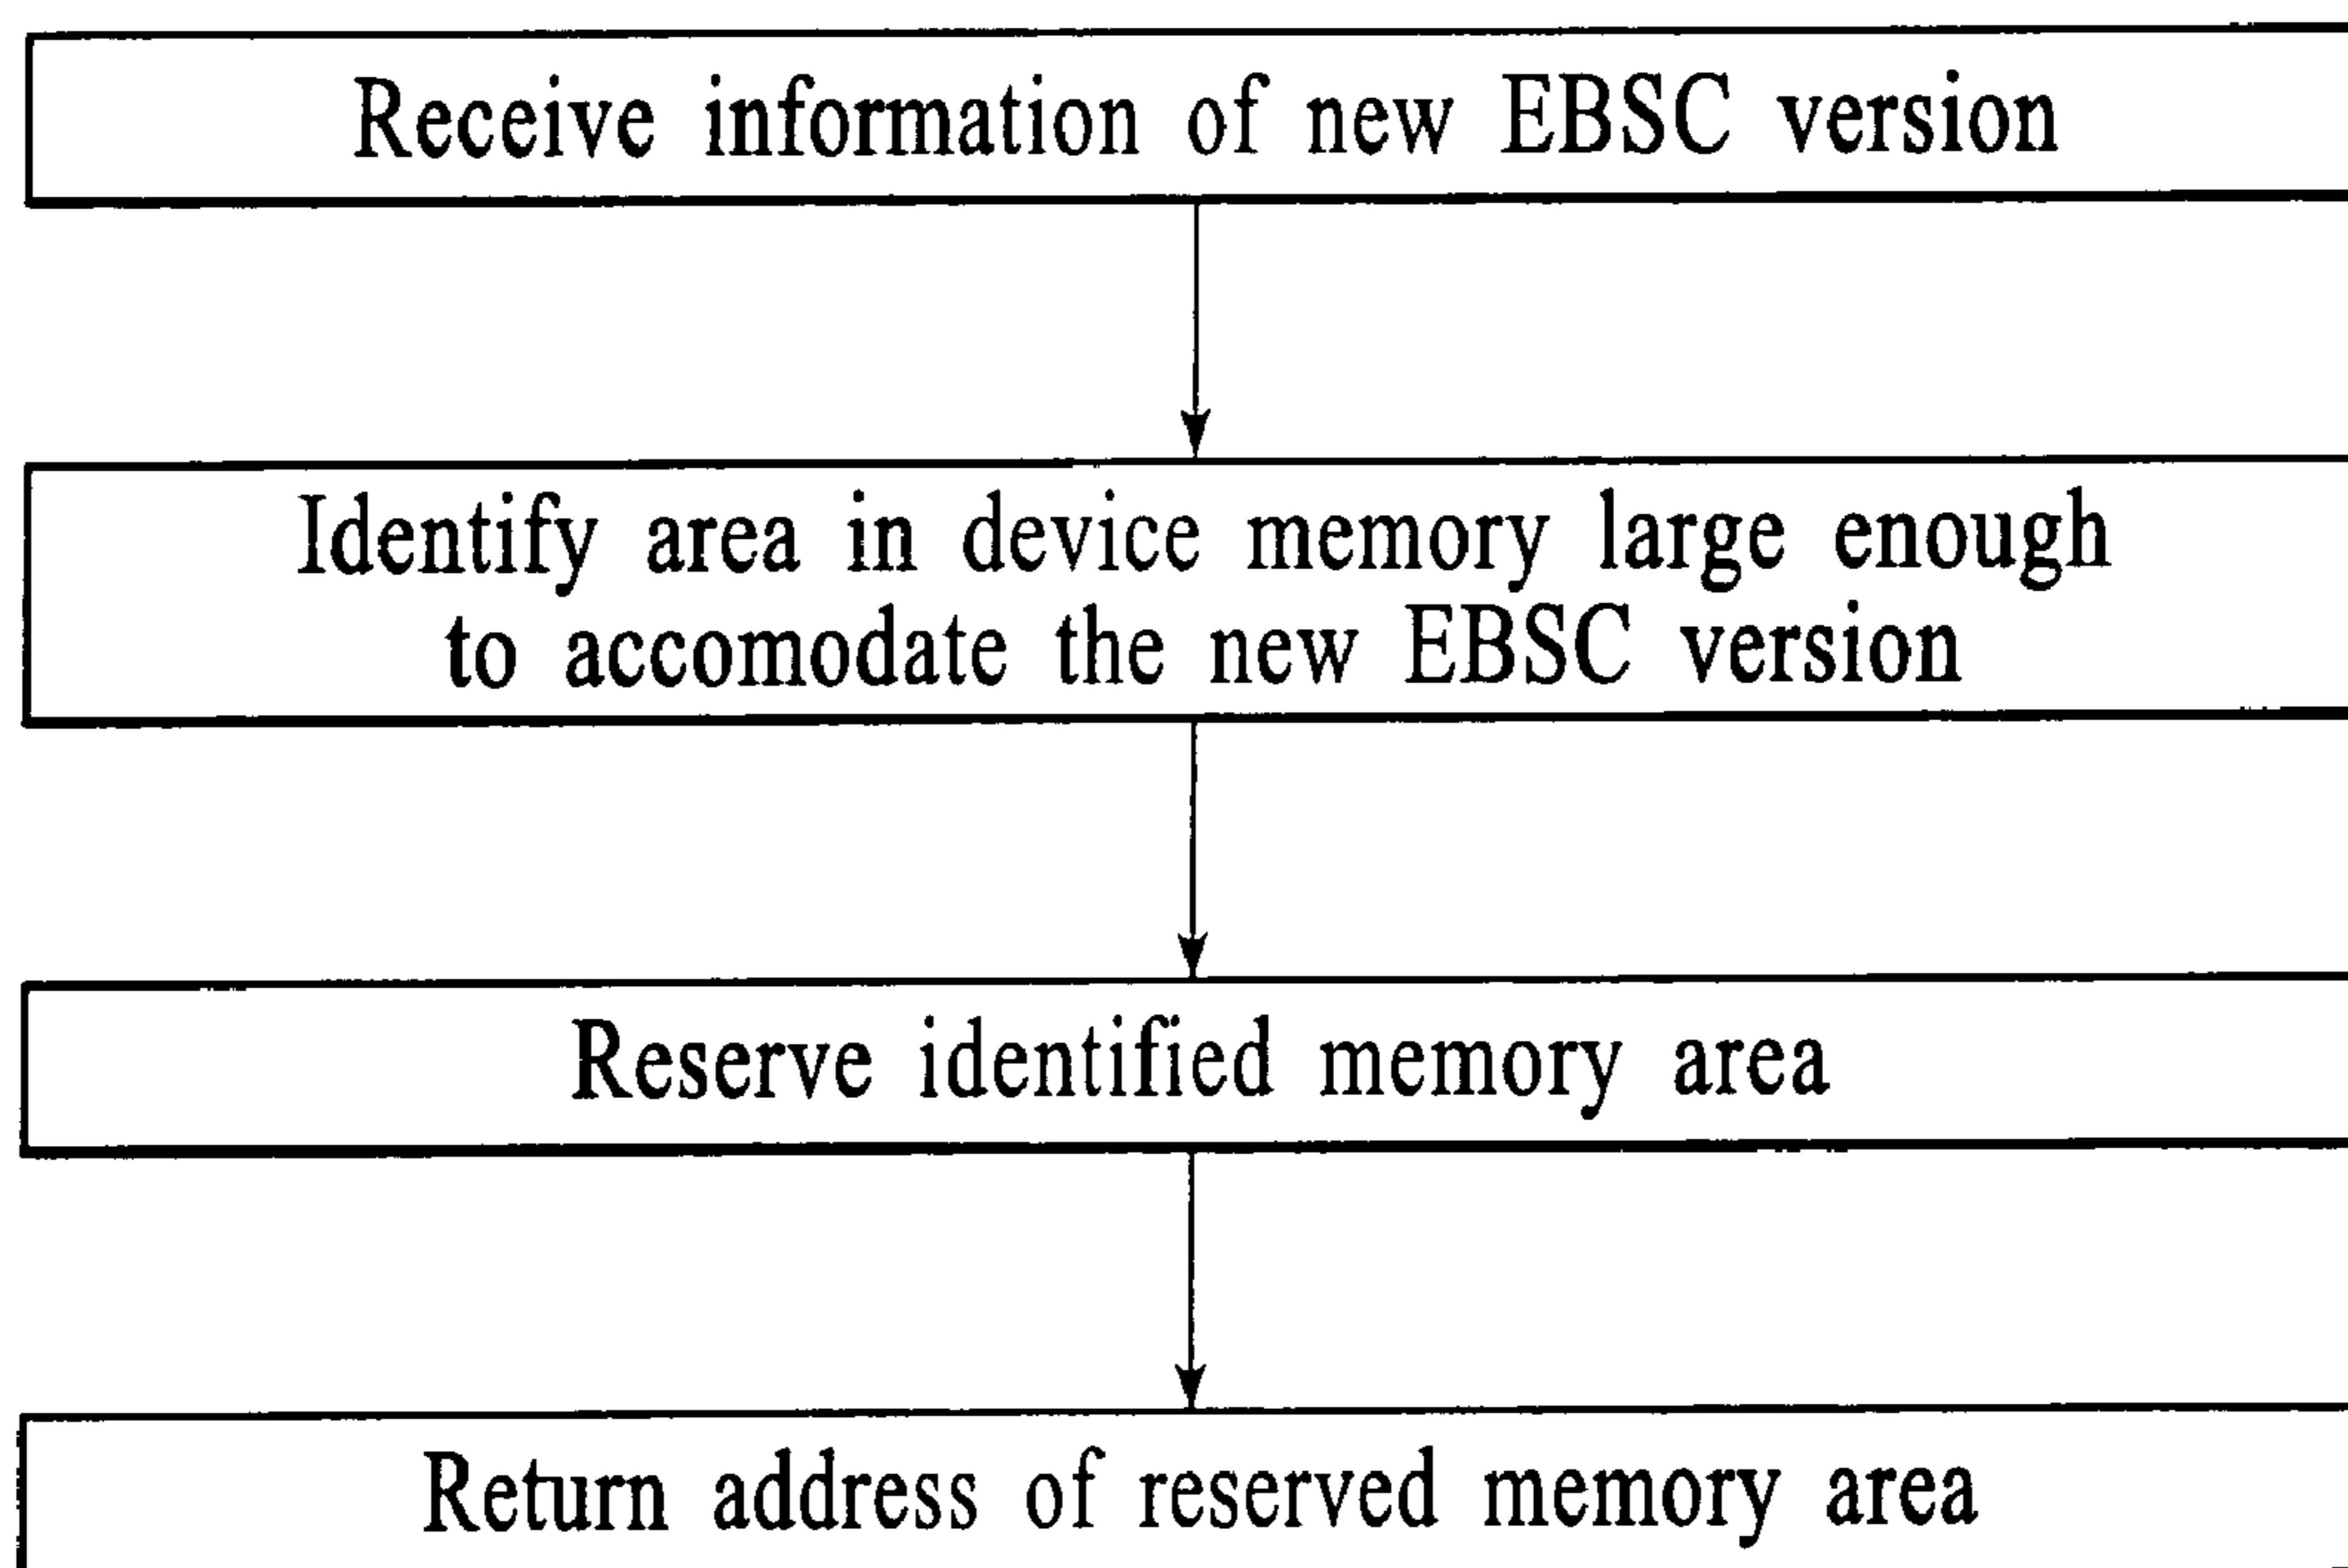 Receive information of new EBSC version
Identify area in device memory large enough
to accomodate the new EBSC version
Reserve identified memory area
Return address of reserved memory area